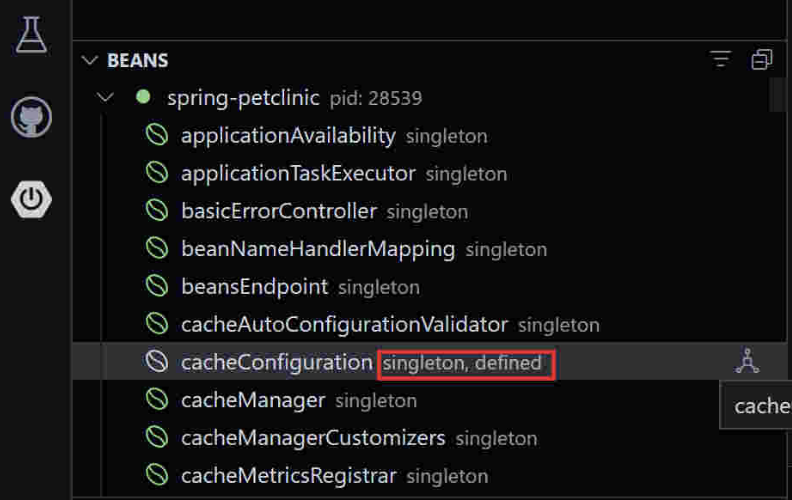 BEANS
spring-petclinic pid: 28539
applicationAvailability singleton
applicationTaskExecutor singleton
basicErrorController singleton
beanNameHandlerMapping singleton
beansEndpoint singleton
cacheAutoConfigurationValidator singleton
cacheConfiguration singleton, defined
cacheManager singleton
cache
cacheManagerCustomizers singleton
cacheMetricsRegistrar singleton